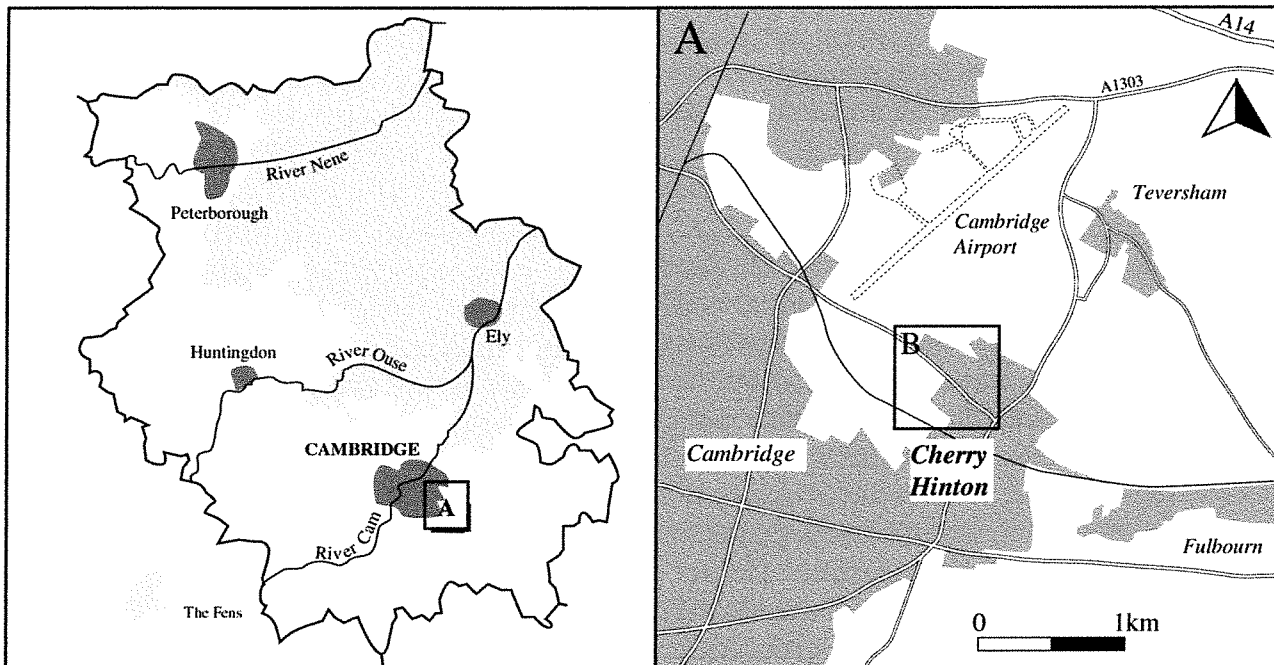 River Nene
Peterborough
Ely
Huntingdon
River Ouse
CAMBRIDGE
A
River Cam
The Fens
A
A14
A1303
Teversham
Cambridge
Airport
B
Cambridge
Cherry
Hinton
Fulbourn
0 1km